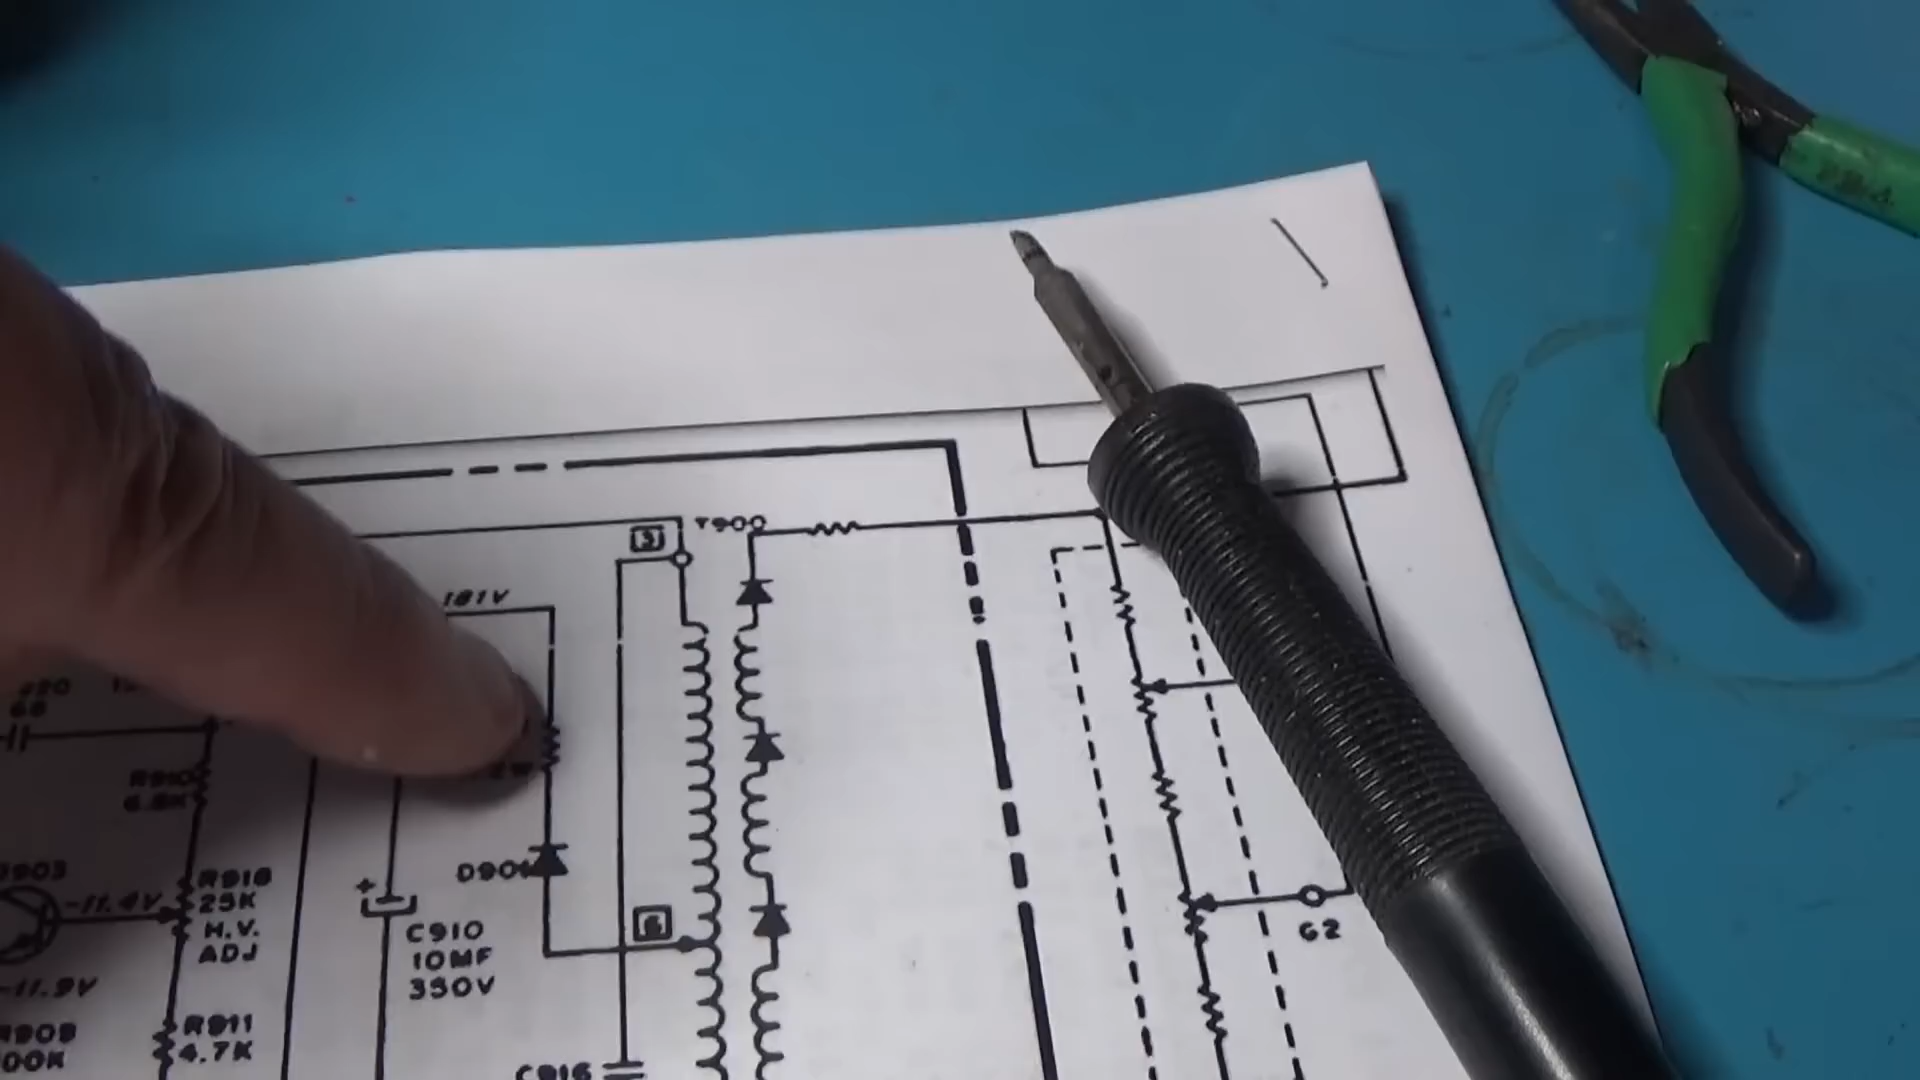 3
T900
181V
68
R910
6.8K
D901
-11.4V
R918
25K
H.V.
ADJ
+
C910
10MF
350V
6
G2
-11.9V
R911
4.7K
C916